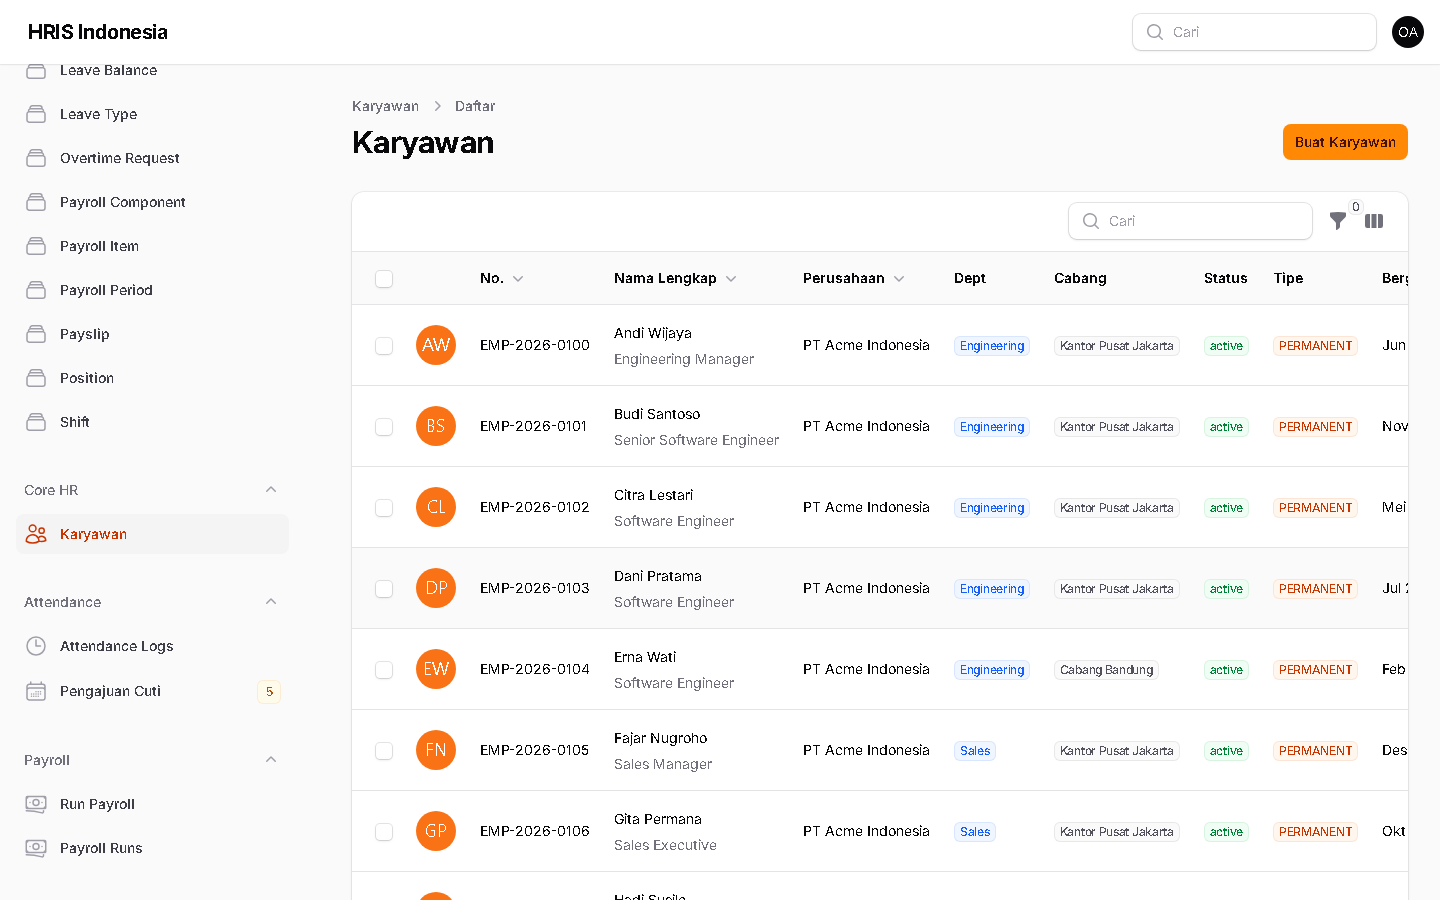 HRIS Indonesia
Cari
OA
Leave Balance
Leave Type
Overtime Request
Payroll Component
Payroll Item
Payroll Period
Payslip
Position
Shift
Core HR
Karyawan
Attendance
Attendance Logs
Pengajuan Cuti 5
Payroll
Run Payroll
Payroll Runs
Karyawan > Daftar
Karyawan
Buat Karyawan
Cari
0
No. Nama Lengkap Perusahaan Dept Cabang Status Tipe
AW EMP-2026-0100 Andi Wijaya PT Acme Indonesia Engineering Kantor Pusat Jakarta active PERMANENT Jun
Engineering Manager
BS EMP-2026-0101 Budi Santoso PT Acme Indonesia Engineering Kantor Pusat Jakarta active PERMANENT Nov
Senior Software Engineer
CL EMP-2026-0102 Citra Lestari PT Acme Indonesia Engineering Kantor Pusat Jakarta active PERMANENT Mei
Software Engineer
DP EMP-2026-0103 Dani Pratama PT Acme Indonesia Engineering Kantor Pusat Jakarta active PERMANENT Jul
Software Engineer
EW EMP-2026-0104 Erna Wati PT Acme Indonesia Engineering Cabang Bandung active PERMANENT Feb
Software Engineer
FN EMP-2026-0105 Fajar Nugroho PT Acme Indonesia Sales Kantor Pusat Jakarta active PERMANENT Des
Sales Manager
GP EMP-2026-0106 Gita Permana PT Acme Indonesia Sales Kantor Pusat Jakarta active PERMANENT Okt
Sales Executive